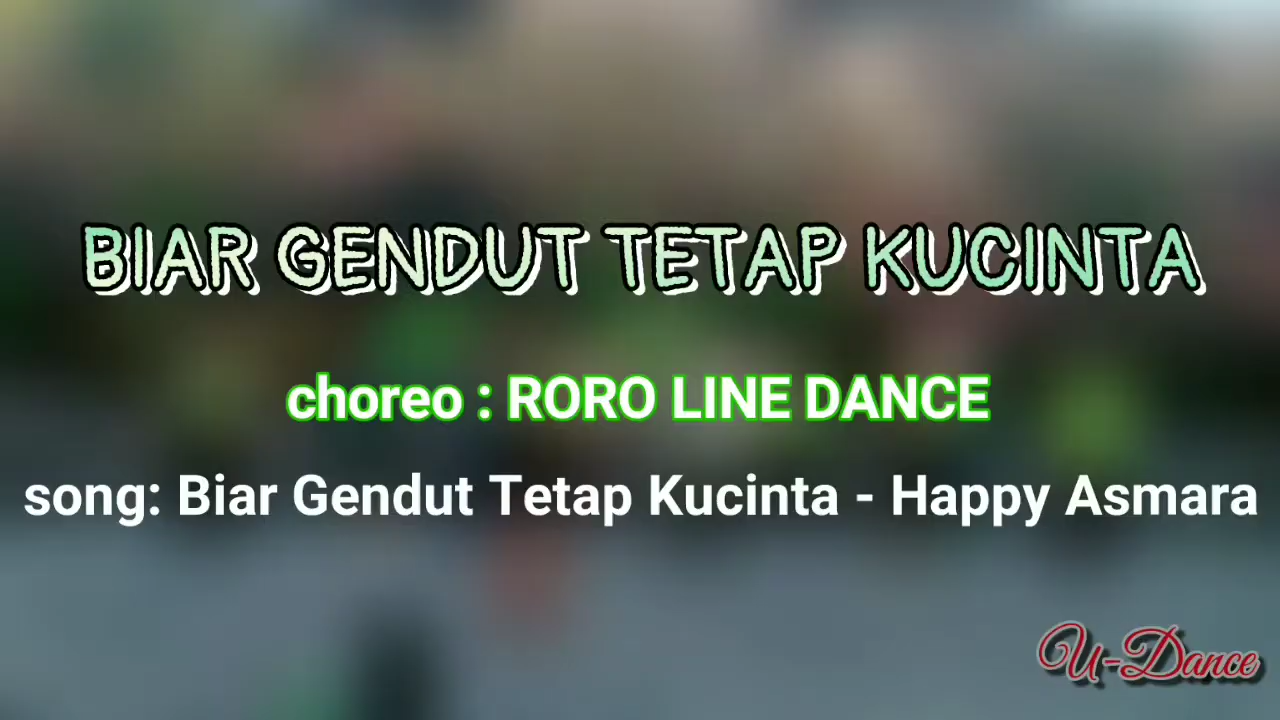 BIAR GENDUT TETAP KUCINTA
choreo : RORO LINE DANCE
song: Biar Gendut Tetap Kucinta - Happy Asmara
U-Dance